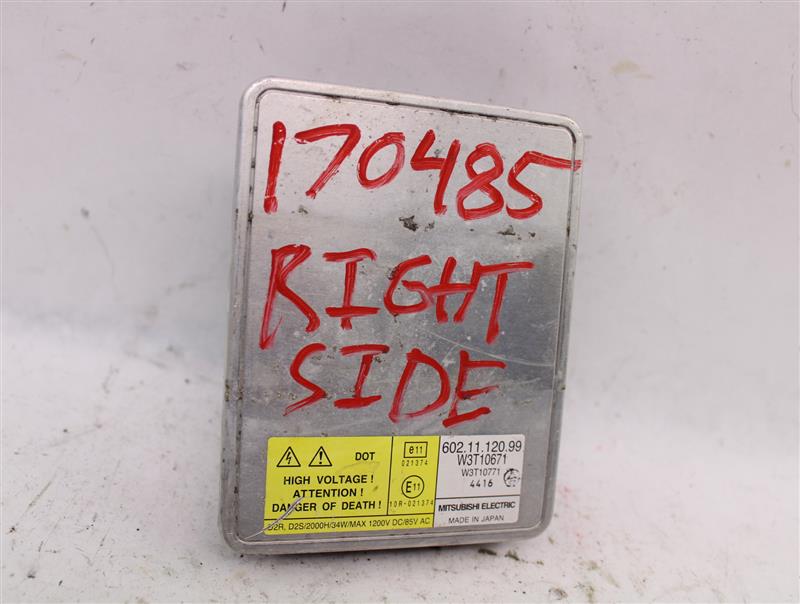 170485
RIGHT
SIDE
DOT
HIGH VOLTAGE !
ATTENTION !
DANGER OF DEATH !
D2R, D2S/2000H/34W/MAX 1200V DC/85V AC
e11
021374
E11
10R-021374
602.11.120.99
W3T10671
W3T10771
4416
MITSUBISHI ELECTRIC
MADE IN JAPAN